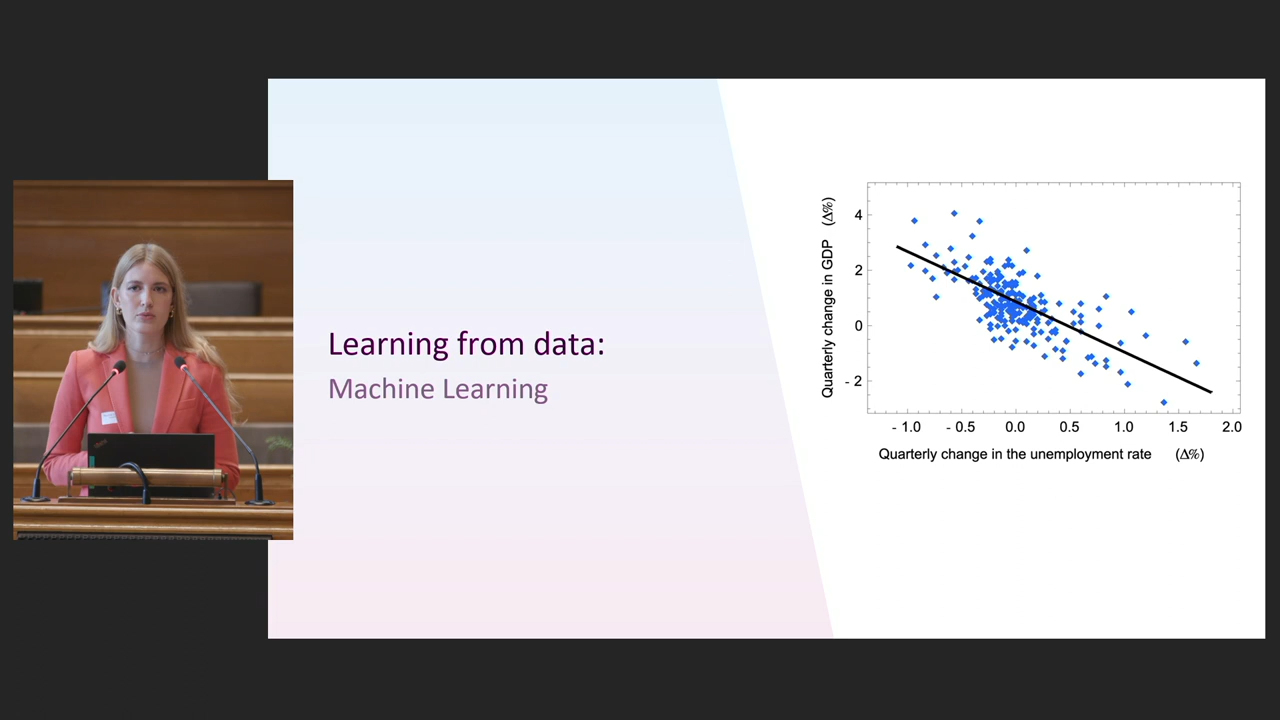 Learning from data:
Machine Learning
Quarterly change in GDP (Δ%)
4
2
0
- 2
- 1.0 - 0.5 0.0 0.5 1.0 1.5 2.0
Quarterly change in the unemployment rate (Δ%)